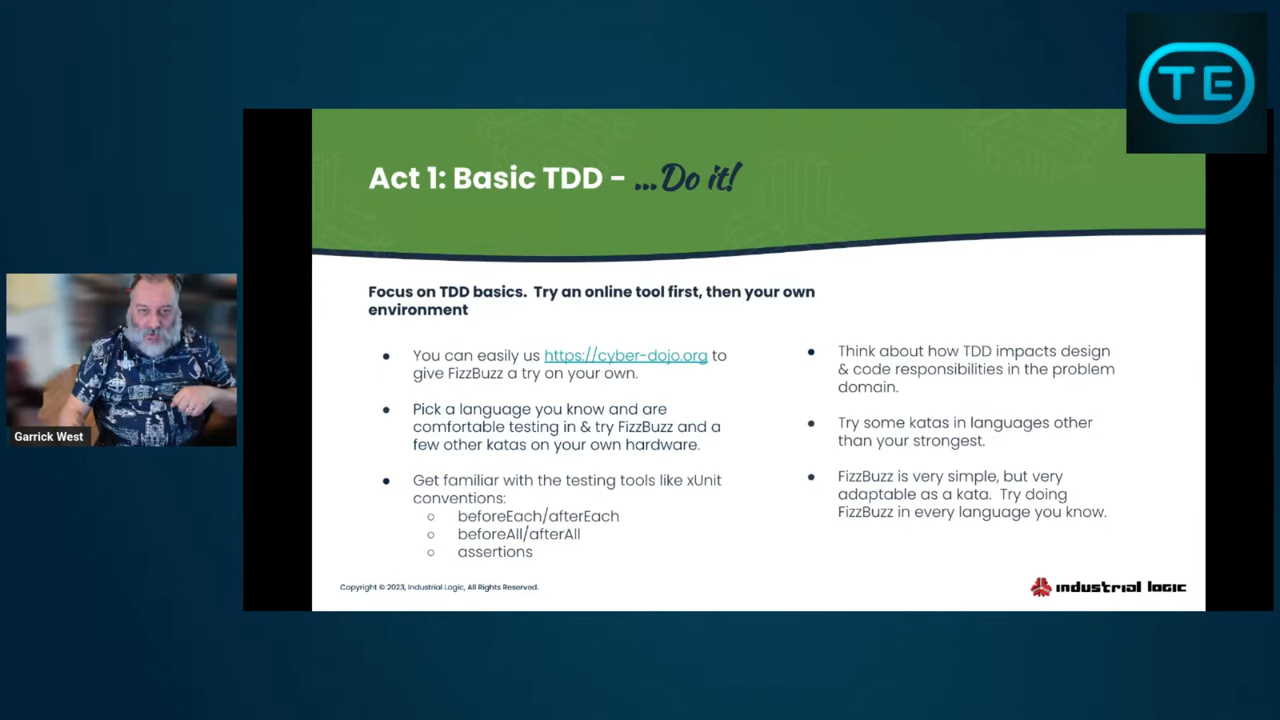 TE
Act 1: Basic TDD - ...Do it!
Focus on TDD basics. Try an online tool first, then your own
environment
You can easily us https://cyber-dojo.org to
give FizzBuzz a try on your own.
Pick a language you know and are
comfortable testing in & try FizzBuzz and a
few other katas on your own hardware.
Get familiar with the testing tools like xUnit
conventions:
beforeEach/afterEach
beforeAll/afterAll
assertions
Think about how TDD impacts design
& code responsibilities in the problem
domain.
Try some katas in languages other
than your strongest.
FizzBuzz is very simple, but very
adaptable as a kata. Try doing
FizzBuzz in every language you know.
Garrick West
Copyright © 2023, Industrial Logic, All Rights Reserved.
industrial logic